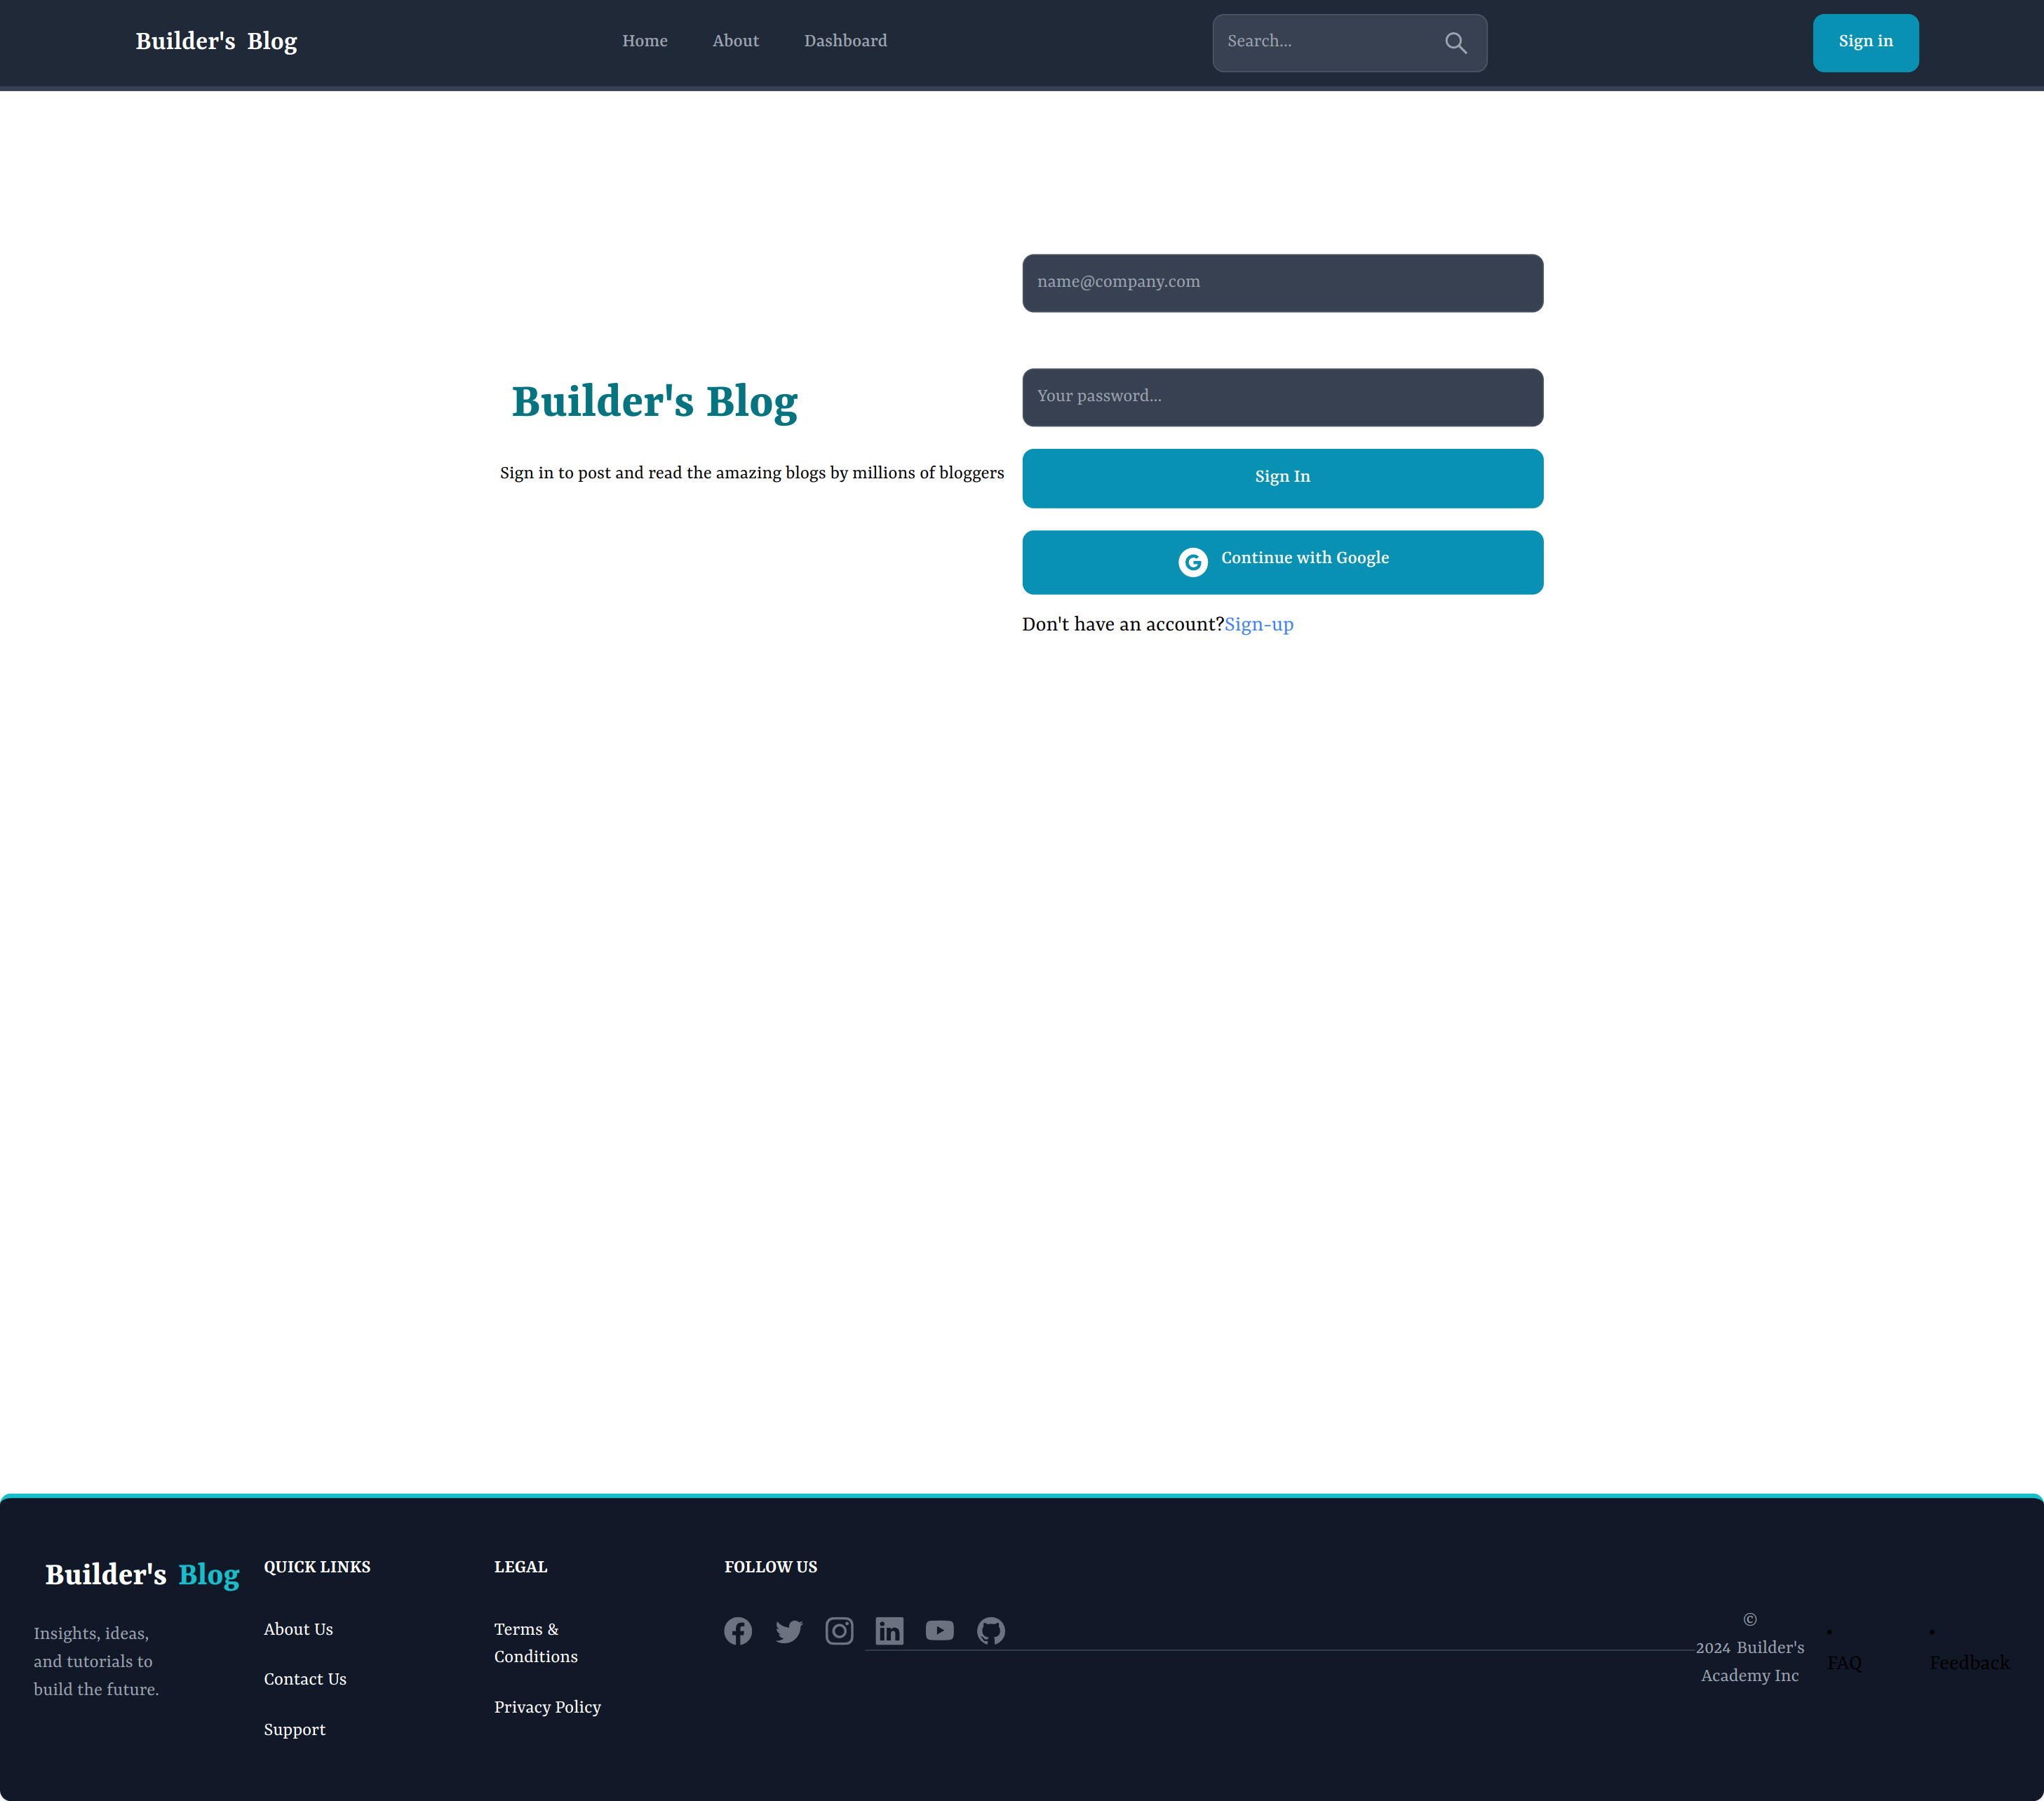 Builder's Blog
Home
About
Dashboard
Search...
Sign in
name@company.com
Your password...
Builder's Blog
Sign in to post and read the amazing blogs by millions of bloggers
Sign In
Continue with Google
Don't have an account?Sign-up
Builder's Blog
Insights, ideas,
and tutorials to
build the future.
QUICK LINKS
About Us
Contact Us
Support
LEGAL
Terms &
Conditions
Privacy Policy
FOLLOW US
©
2024 Builder's
Academy Inc
FAQ
Feedback